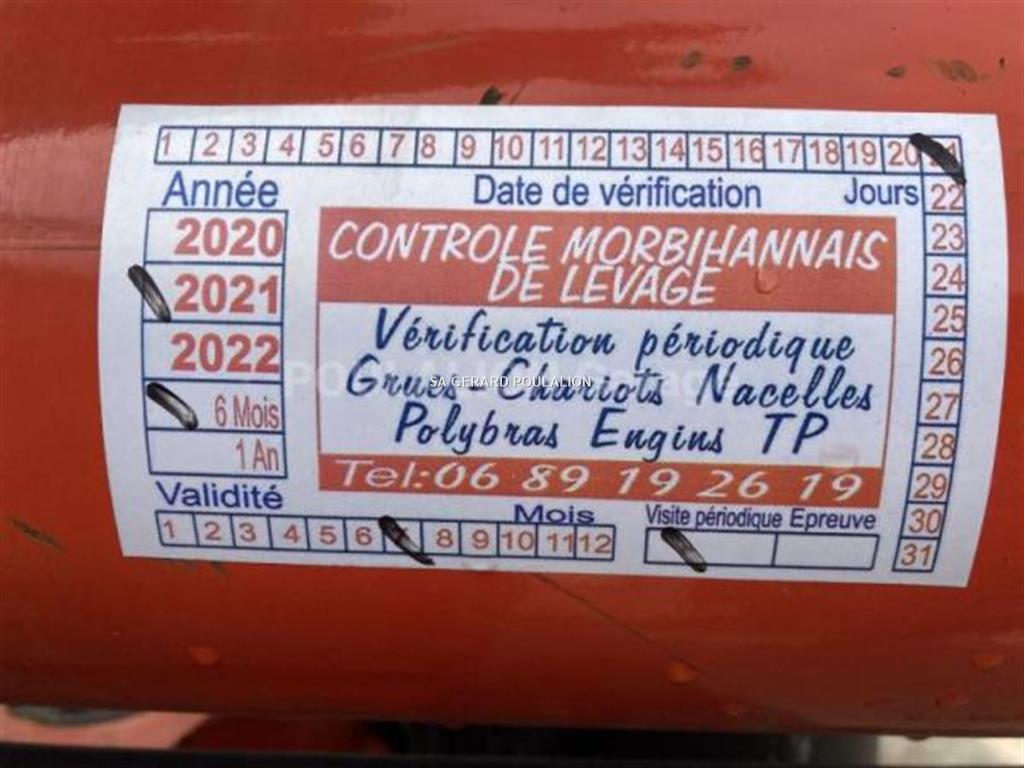 1 2 3 4 5 6 7 8 9 10 11 12 13 14 15 16 17 18 19 20 21
Année Date de vérification Jours 22
2020
2021
2022
6 Mois
1 An
Validité
CONTROLE MORBIHANNAIS
DE LEVAGE
Vérification périodique
Grues-Chariots Nacelles
Polybras Engins TP
Tel:06 89 19 26 19
SA GERARD POULALION
23
24
25
26
27
28
29
30
31
Mois
1 2 3 4 5 6 7 8 9 10 11 12
Visite périodique Epreuve